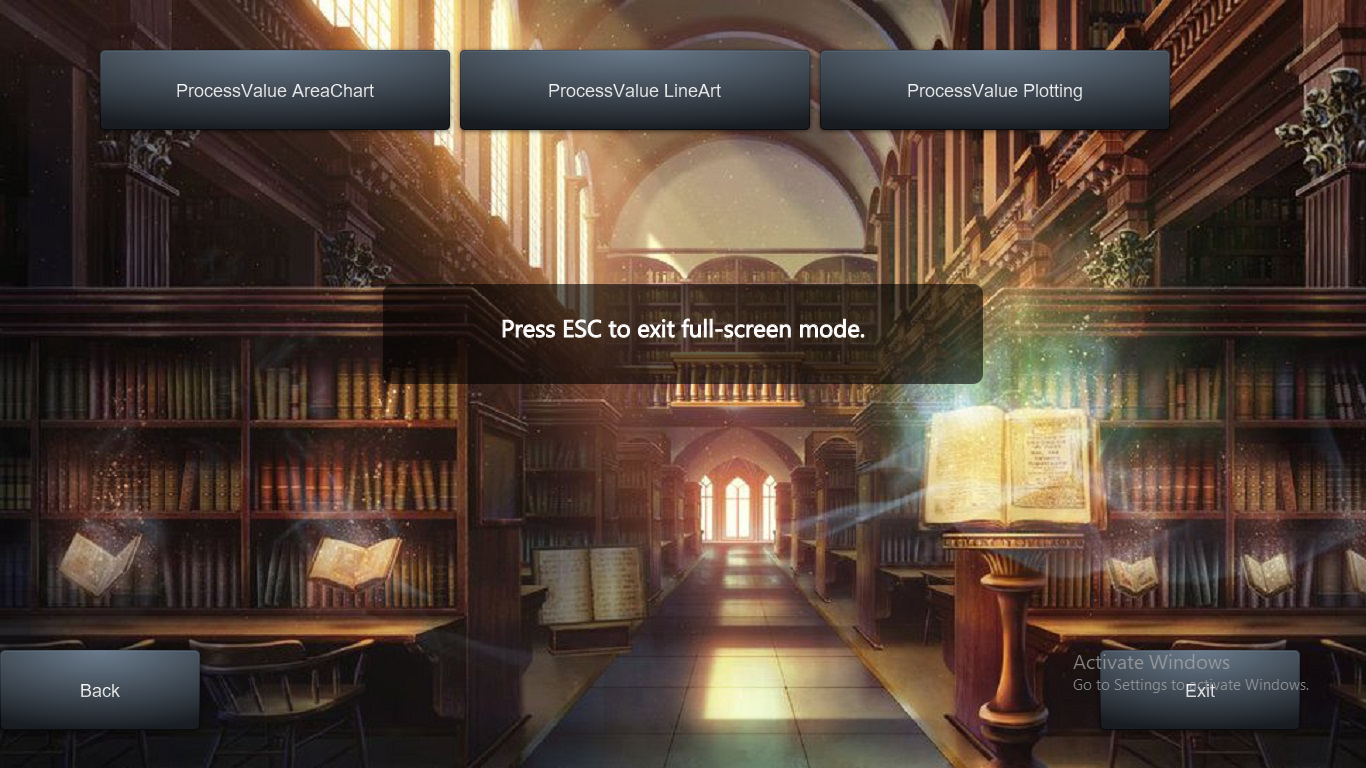 ProcessValue AreaChart
ProcessValue LineArt
ProcessValue Plotting
Press ESC to exit full-screen mode.
Back
Activate Windows
Go to Settings to activate Windows.
Exit